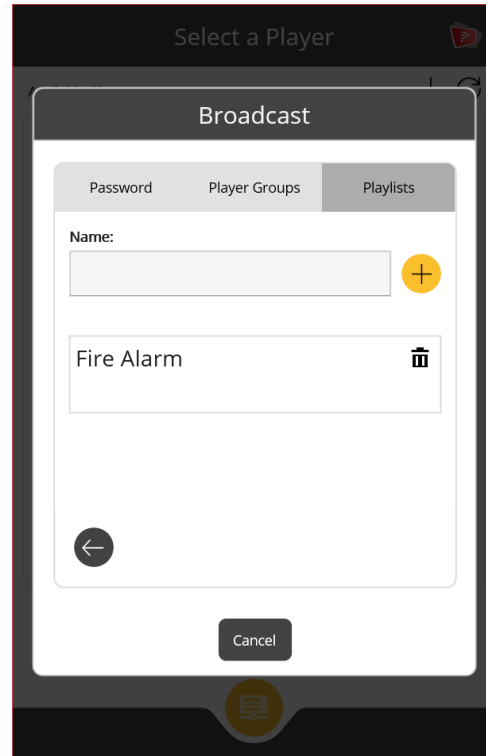 Select a Player
Broadcast
Password
Player Groups
Playlists
Name:
Fire Alarm
Cancel